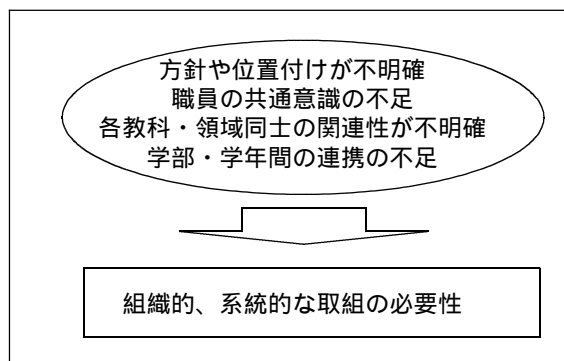 方針や位置付けが不明確
職員の共通意識の不足
各教科・領域同士の関連性が不明確
学部・学年間の連携の不足
組織的、系統的な取組の必要性